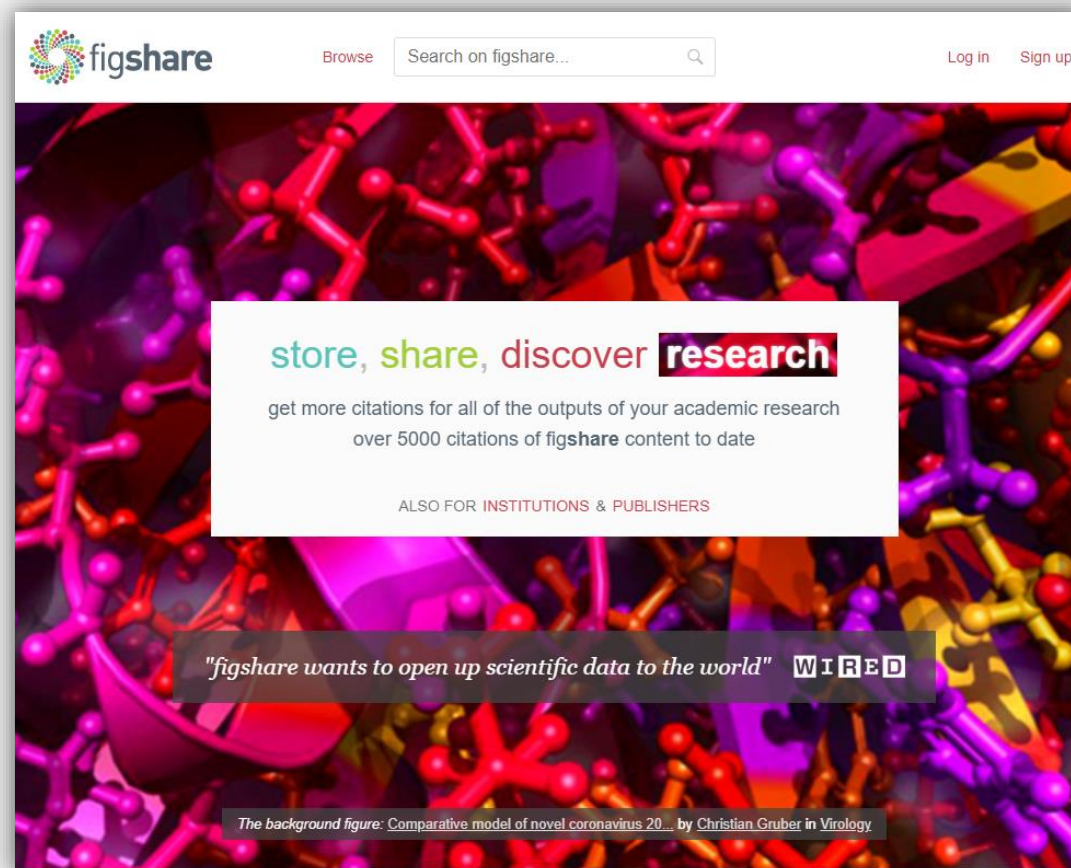 figshare
Browse
Search on figshare...
Log in
Sign up
store, share, discover research
get more citations for all of the outputs of your academic research
over 5000 citations of figshare content to date
ALSO FOR INSTITUTIONS & PUBLISHERS
"figshare wants to open up scientific data to the world" WIRED
The background figure: Comparative model of novel coronavirus 20... by Christian Gruber in Virology